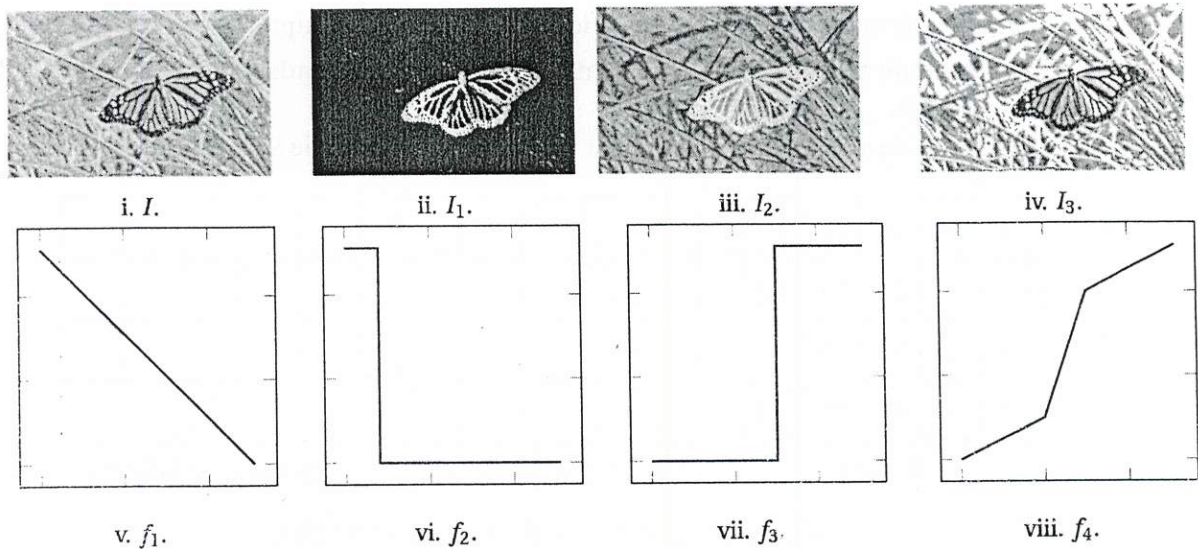 i. I.
ii. I₁.
iii. I₂.
iv. I₃.
v. f₁.
vi. f₂.
vii. f₃.
viii. f₄.